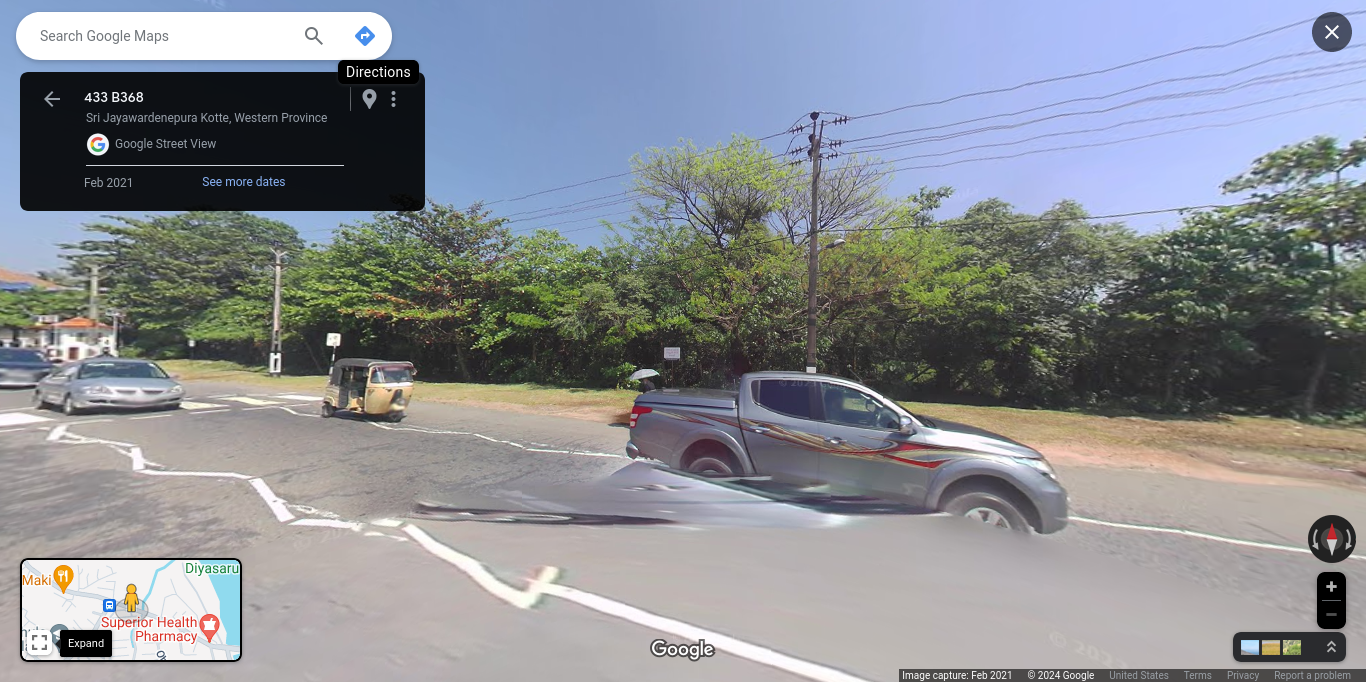 Search Google Maps
Directions
433 B368
Sri Jayawardenepura Kotte, Western Province
Google Street View
Feb 2021
See more dates
Diyasaru
Maki
Superior Health
Pharmacy
Expand
Google
Image capture: Feb 2021 © 2024 Google United States Terms Privacy Report a problem